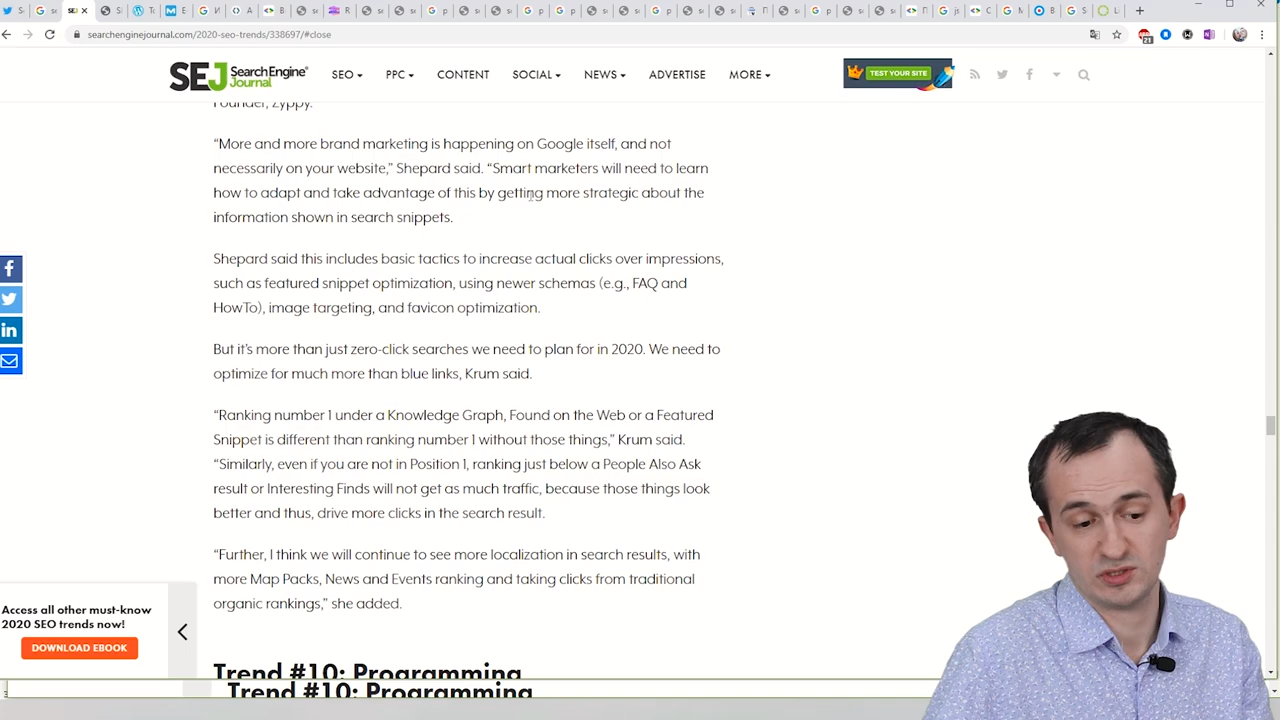 searchenginejournal.com/2020-seo-trends/338697/#close
21
SEJ Search Engine Journal
SEO
PPC
CONTENT
SOCIAL
NEWS
ADVERTISE
MORE
TEST YOUR SITE
Founder, Zyppy.
“More and more brand marketing is happening on Google itself, and not
necessarily on your website,” Shepard said. “Smart marketers will need to learn
how to adapt and take advantage of this by getting more strategic about the
information shown in search snippets.
Shepard said this includes basic tactics to increase actual clicks over impressions,
such as featured snippet optimization, using newer schemas (e.g., FAQ and
HowTo), image targeting, and favicon optimization.
But it’s more than just zero-click searches we need to plan for in 2020. We need to
optimize for much more than blue links, Krum said.
“Ranking number 1 under a Knowledge Graph, Found on the Web or a Featured
Snippet is different than ranking number 1 without those things,” Krum said.
“Similarly, even if you are not in Position 1, ranking just below a People Also Ask
result or Interesting Finds will not get as much traffic, because those things look
better and thus, drive more clicks in the search result.
“Further, I think we will continue to see more localization in search results, with
more Map Packs, News and Events ranking and taking clicks from traditional
organic rankings,” she added.
Access all other must-know
2020 SEO trends now!
DOWNLOAD EBOOK
Trend #10: Programming
Trend #10: Programming